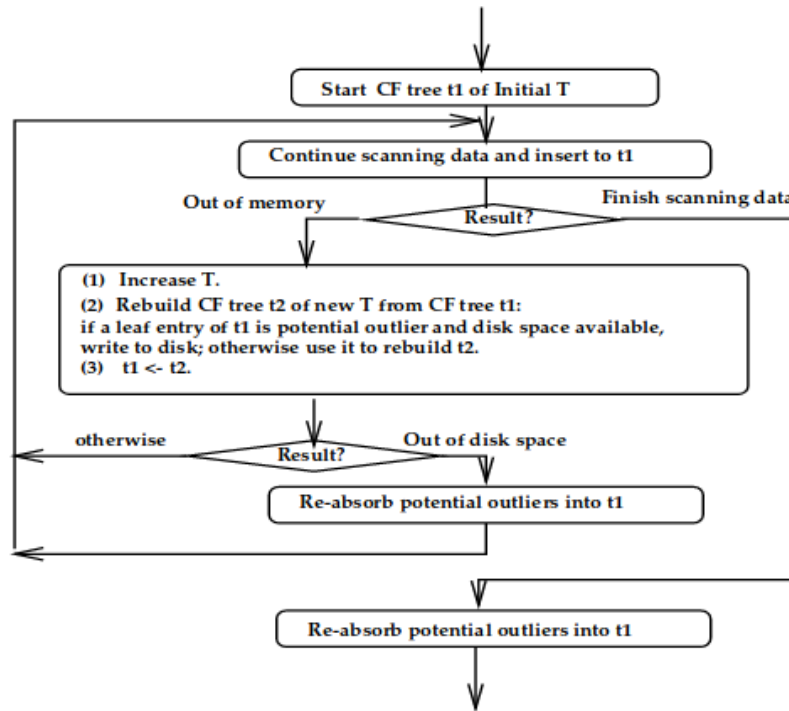 Start CF tree t1 of Initial T
Continue scanning data and insert to t1
Out of memory
Result?
Finish scanning data
(1) Increase T.
(2) Rebuild CF tree t2 of new T from CF tree t1:
if a leaf entry of t1 is potential outlier and disk space available,
write to disk; otherwise use it to rebuild t2.
(3) t1 <- t2.
otherwise
Result?
Out of disk space
Re-absorb potential outliers into t1
Re-absorb potential outliers into t1